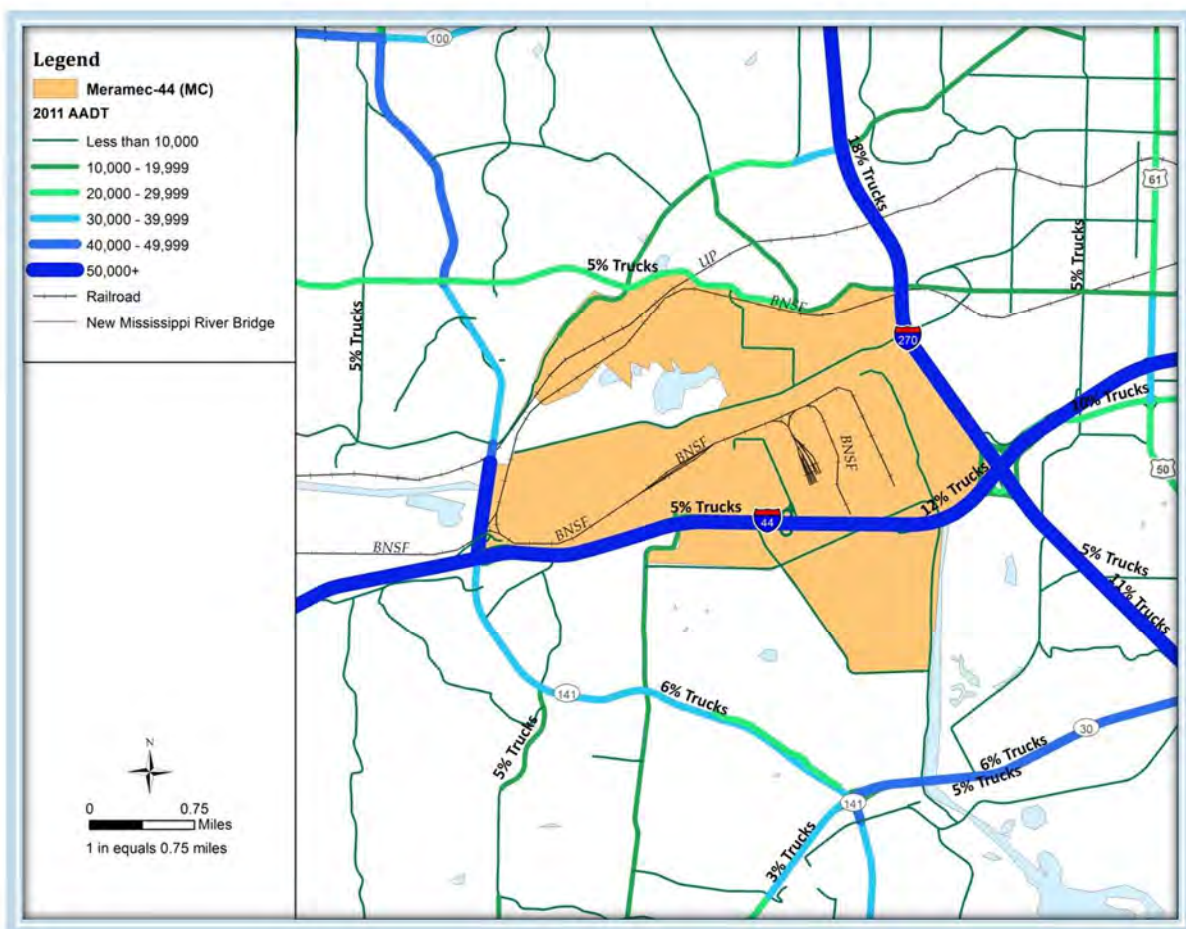 Legend
Meramec-44 (MC)
2011 AADT
Less than 10,000
10,000 - 19,999
20,000 - 29,999
30,000 - 39,999
40,000 - 49,999
50,000+
Railroad
New Mississippi River Bridge
N
0 0.75
Miles
1 in equals 0.75 miles
100
18% Trucks
61
UP
5% Trucks
5% Trucks
BNSF
5% Trucks
270
10% Trucks
BNSF
BNSF
50
12% Trucks
5% Trucks
44
BNSF
BNSF
5% Trucks
11% Trucks
141
6% Trucks
5% Trucks
30
6% Trucks
5% Trucks
141
3% Trucks